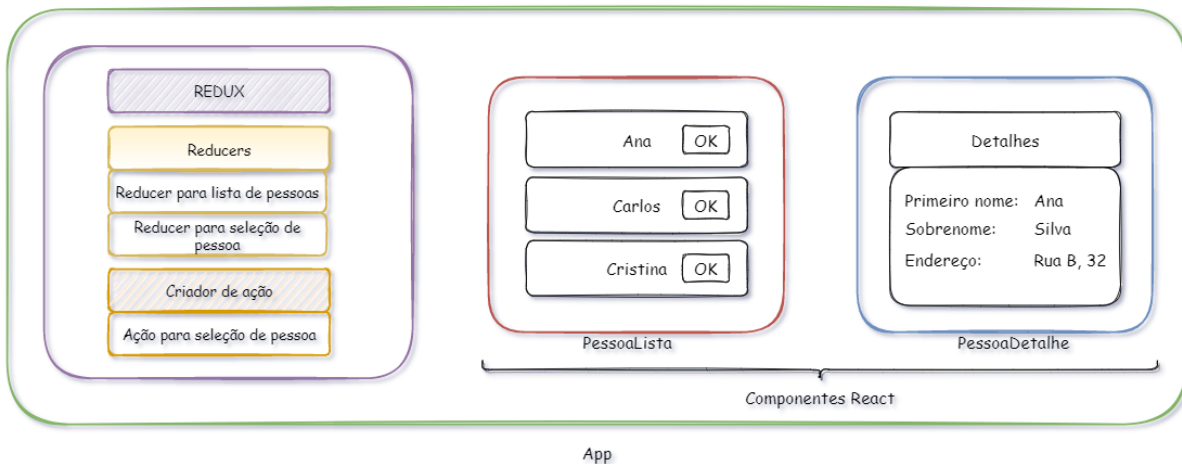 REDUX
Reducers
Reducer para lista de pessoas
Reducer para seleção de
pessoa
Criador de ação
Ação para seleção de pessoa
Ana OK
Carlos OK
Cristina OK
PessoaLista
Detalhes
Primeiro nome: Ana
Sobrenome: Silva
Endereço: Rua B, 32
PessoaDetalhe
Componentes React
App